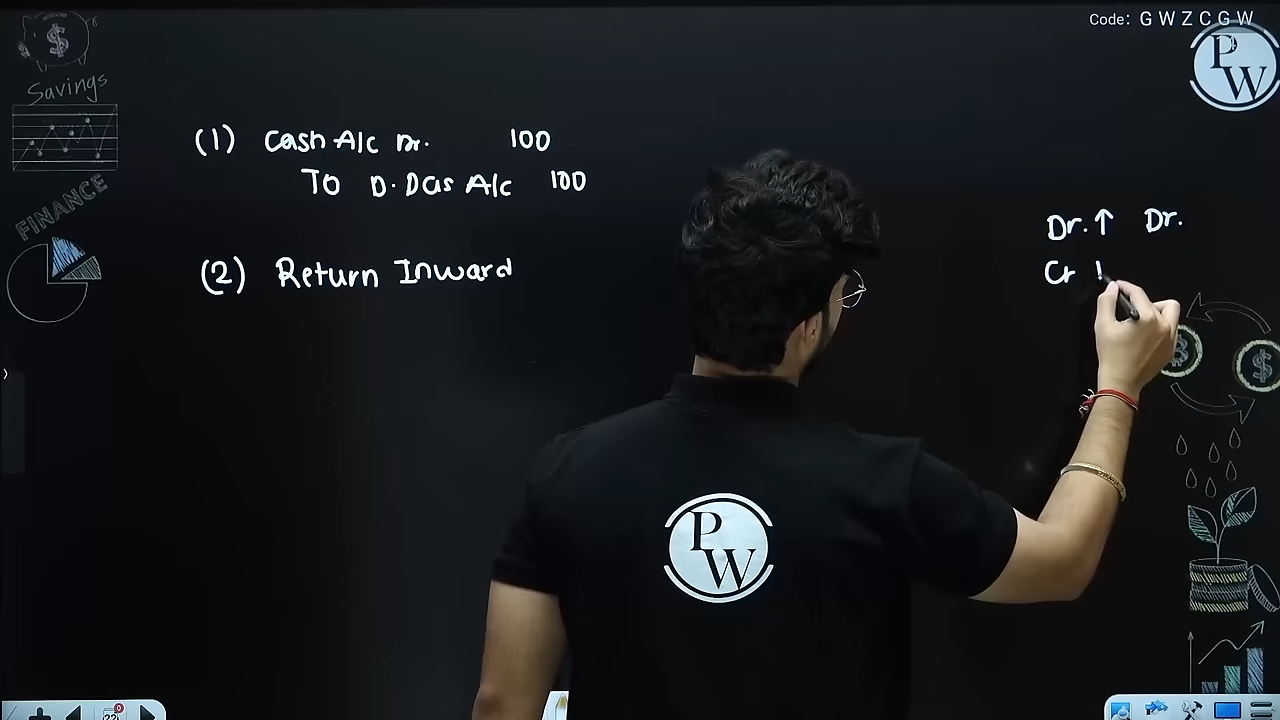 Code: G W Z C G W
P W
Savings
FINANCE
(1) Cash A/c Dr. 100
To D. Das A/c 100
(2) Return Inward
Dr. ↑ Dr.
Cr
P W